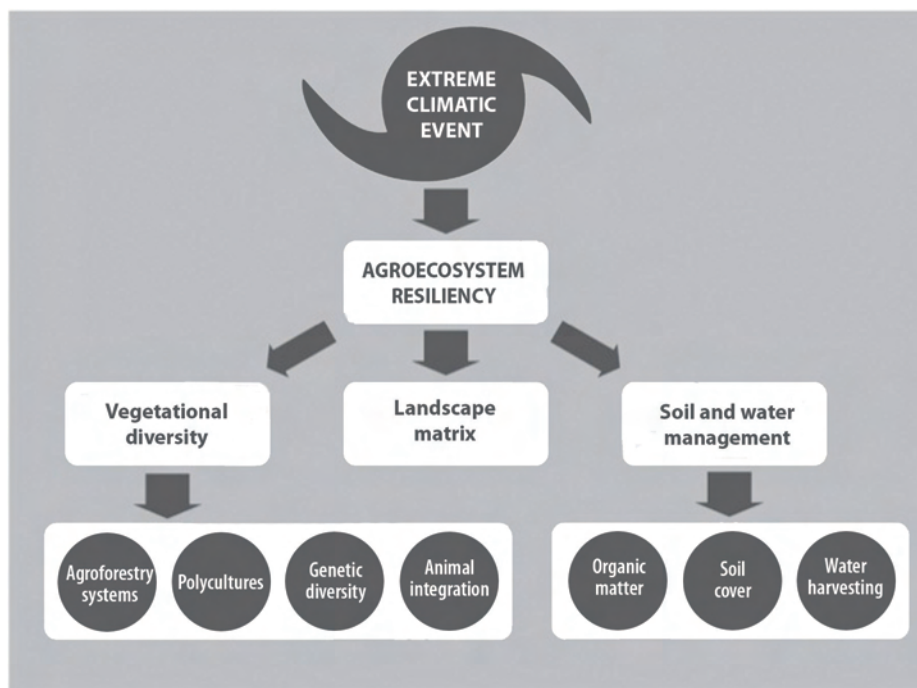 EXTREME
CLIMATIC
EVENT
AGROECOSYSTEM
RESILIENCY
Vegetational
diversity
Landscape
matrix
Soil and water
management
Agroforestry
systems
Polycultures
Genetic
diversity
Animal
integration
Organic
matter
Soil
cover
Water
harvesting